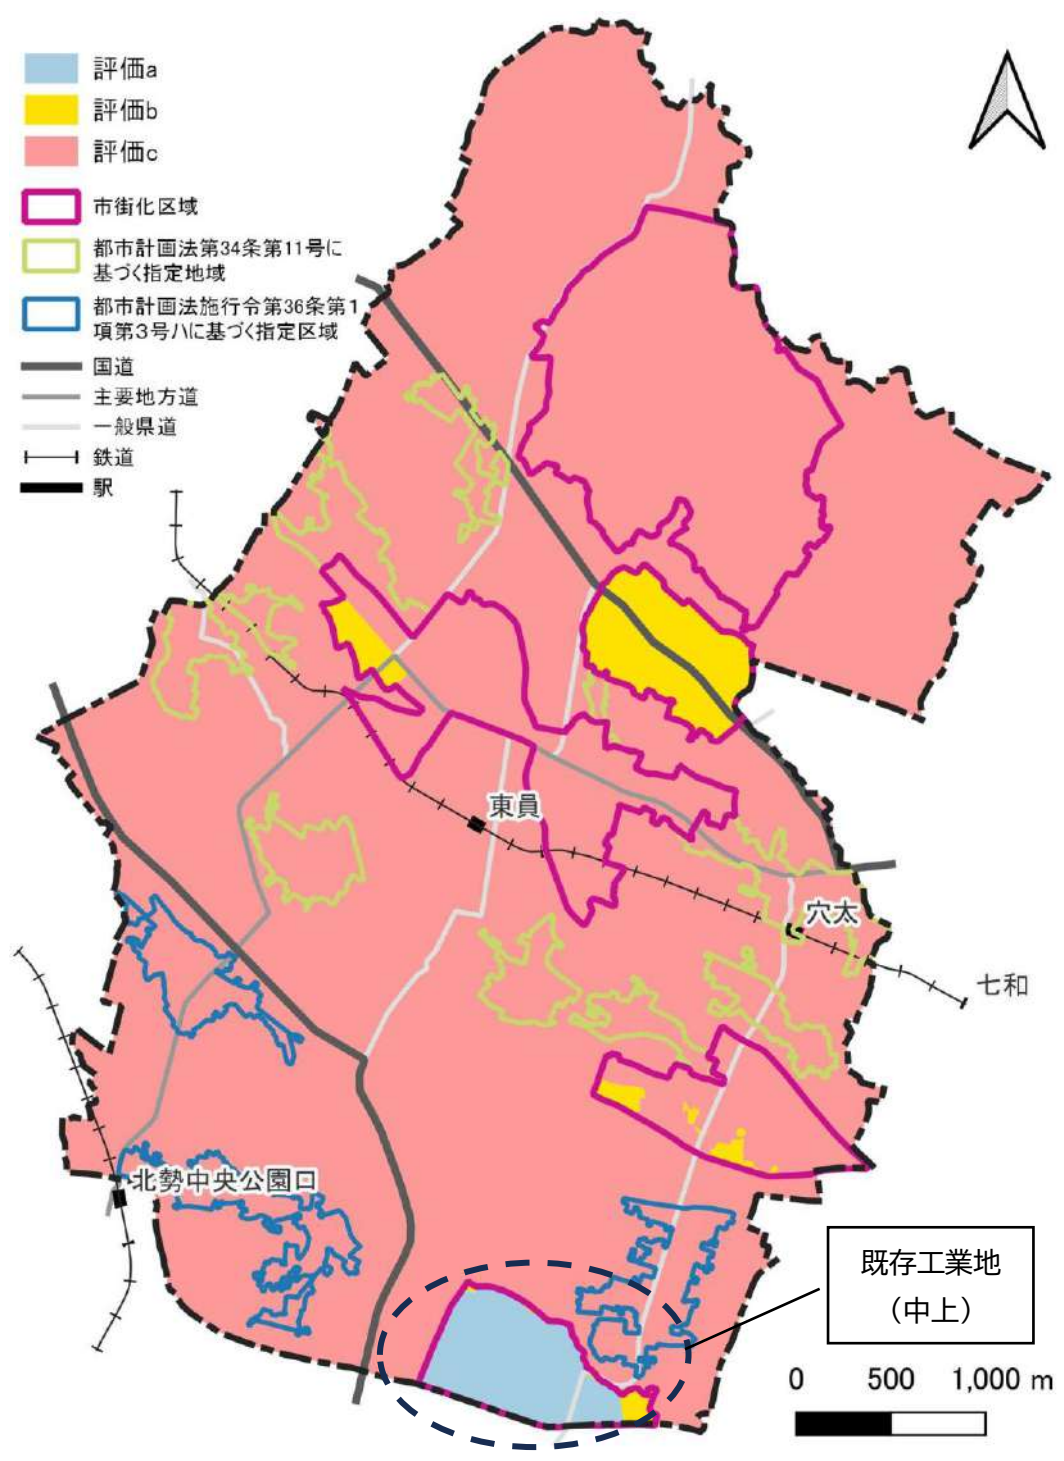 評価a
評価b
評価c
市街化区域
都市計画法第34条第11号に
基づく指定地域
都市計画法施行令第36条第1
項第3号ハに基づく指定区域
国道
主要地方道
一般県道
鉄道
駅
東員
穴太
七和
北勢中央公園口
既存工業地
（中上）
0 500 1,000 m